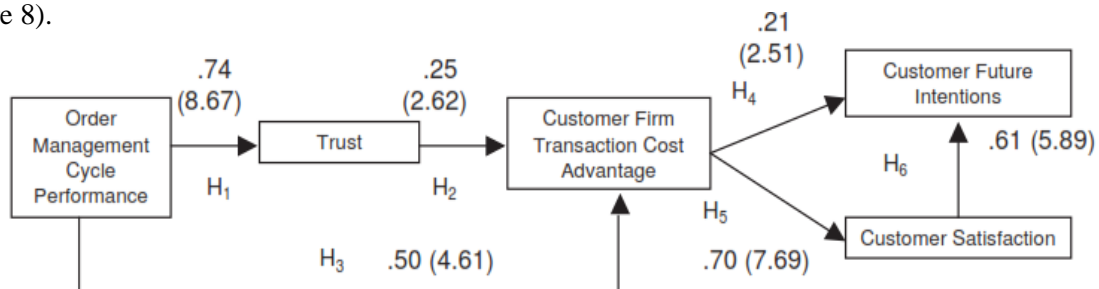 e 8).
.74
(8.67)
.25
(2.62)
.21
(2.51)
Order
Management
Cycle
Performance
H1
Trust
H2
Customer Firm
Transaction Cost
Advantage
H4
Customer Future
Intentions
.61 (5.89)
H6
H5
Customer Satisfaction
H3
.50 (4.61)
.70 (7.69)